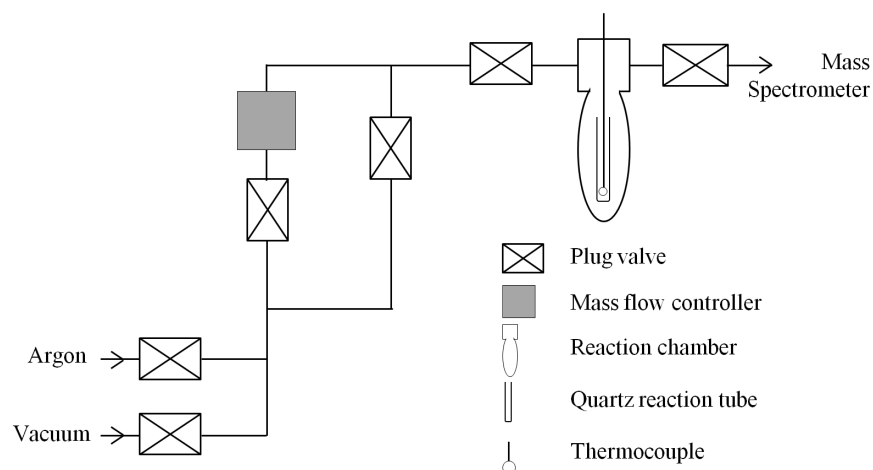 Mass
Spectrometer
Plug valve
Mass flow controller
Reaction chamber
Argon
Quartz reaction tube
Vacuum
Thermocouple